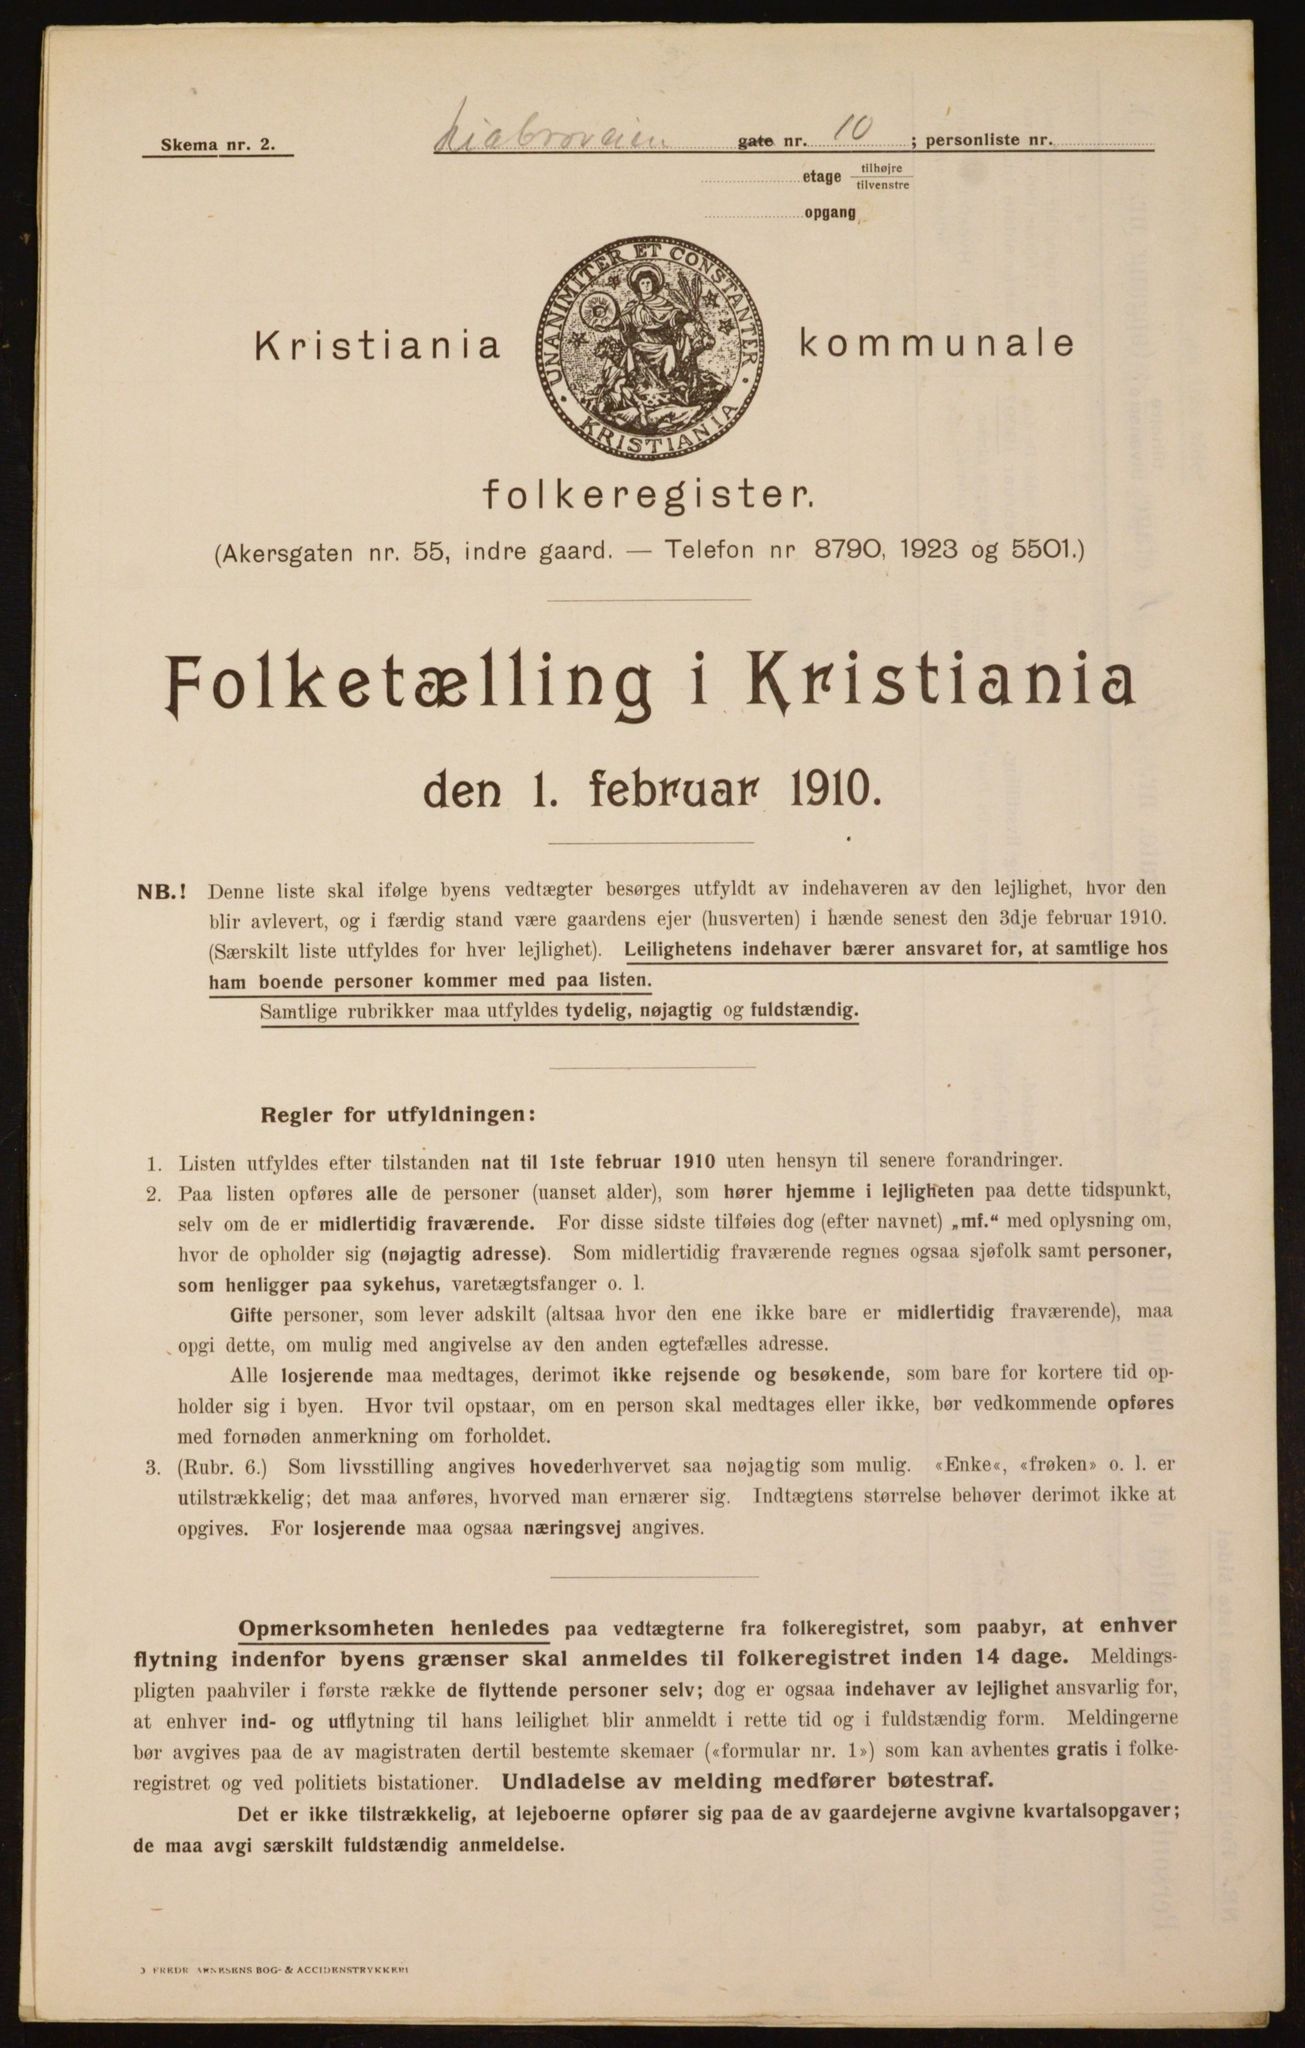 Skema nr. 2.
Liabroveien gate nr. 10 ; personliste nr.
etage tilhøjre
tilvenstre
opgang
UNANIMITER ET CONSTANTER
KRISTIANIA
Kristiania kommunale
folkeregister.
(Akersgaten nr. 55, indre gaard. — Telefon nr 8790, 1923 og 5501.)
Folketælling i Kristiania
den 1. februar 1910.
NB.! Denne liste skal ifølge byens vedtægter besørges utfyldt av indehaveren av den lejlighet, hvor den
blir avlevert, og i færdig stand være gaardens ejer (husverten) i hænde senest den 3dje februar 1910.
(Særskilt liste utfyldes for hver lejlighet). Leilighetens indehaver bærer ansvaret for, at samtlige hos
ham boende personer kommer med paa listen.
Samtlige rubrikker maa utfyldes tydelig, nøjagtig og fuldstændig.
Regler for utfyldningen:
1. Listen utfyldes efter tilstanden nat til 1ste februar 1910 uten hensyn til senere forandringer.
2. Paa listen opføres alle de personer (uanset alder), som hører hjemme i lejligheten paa dette tidspunkt,
selv om de er midlertidig fraværende. For disse sidste tilføies dog (efter navnet) „mf.“ med oplysning om,
hvor de opholder sig (nøjagtig adresse). Som midlertidig fraværende regnes ogsaa sjøfolk samt personer,
som henligger paa sykehus, varetægtsfanger o. l.
Gifte personer, som lever adskilt (altsaa hvor den ene ikke bare er midlertidig fraværende), maa
opgi dette, om mulig med angivelse av den anden egtefælles adresse.
Alle losjerende maa medtages, derimot ikke rejsende og besøkende, som bare for kortere tid op-
holder sig i byen. Hvor tvil opstaar, om en person skal medtages eller ikke, bør vedkommende opføres
med fornøden anmerkning om forholdet.
3. (Rubr. 6.) Som livsstilling angives hovederhvervet saa nøjagtig som mulig. «Enke«, «frøken» o. l. er
utilstrækkelig; det maa anføres, hvorved man ernærer sig. Indtægtens størrelse behøver derimot ikke at
opgives. For losjerende maa ogsaa næringsvej angives.
Opmerksomheten henledes paa vedtægterne fra folkeregistret, som paabyr, at enhver
flytning indenfor byens grænser skal anmeldes til folkeregistret inden 14 dage. Meldings-
pligten paahviler i første række de flyttende personer selv; dog er ogsaa indehaver av lejlighet ansvarlig for,
at enhver ind- og utflytning til hans leilighet blir anmeldt i rette tid og i fuldstændig form. Meldingerne
bør avgives paa de av magistraten dertil bestemte skemaer («formular nr. 1») som kan avhentes gratis i folke-
registret og ved politiets bistationer. Undladelse av melding medfører bøtestraf.
Det er ikke tilstrækkelig, at lejeboerne opfører sig paa de av gaardejerne avgivne kvartalsopgaver;
de maa avgi særskilt fuldstændig anmeldelse.
FREDR ARNESENS BOG- & ACCIDENSTRYKKERI